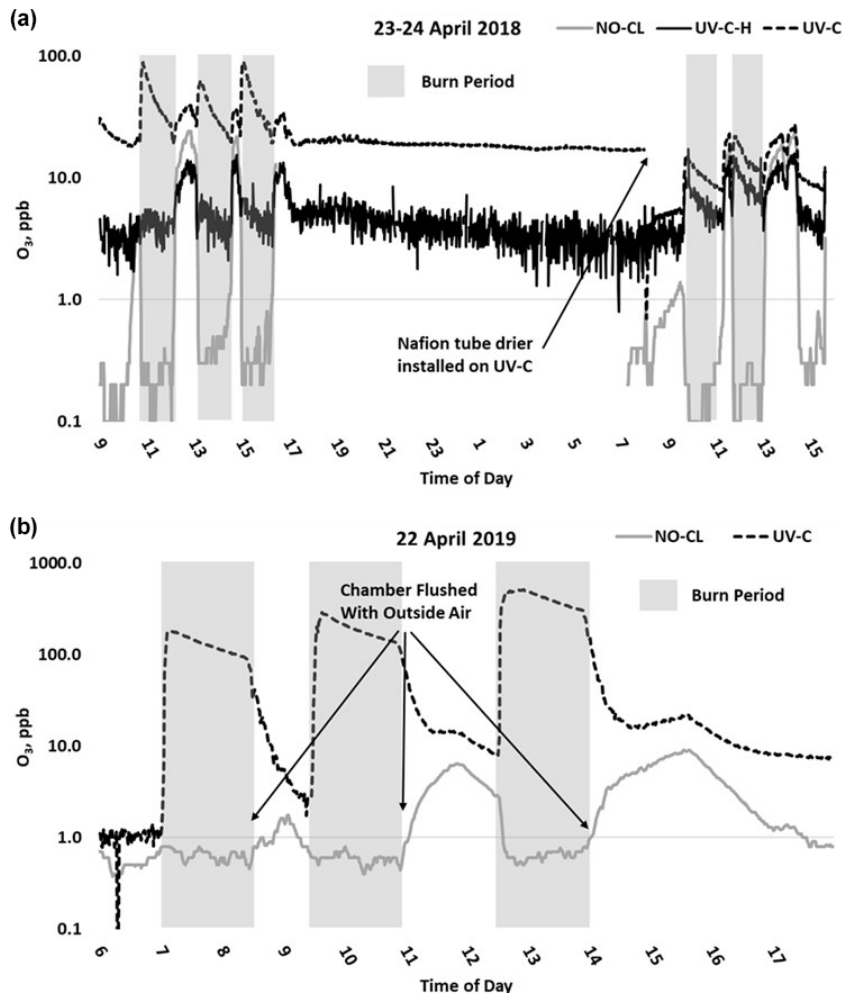 (a)
23-24 April 2018
NO-CL
UV-C-H
UV-C
100.0
Burn Period
10.0
O₃, ppb
1.0
Nafion tube drier
installed on UV-C
0.1
9
11
13
15
17
19
21
23
1
3
5
7
9
11
13
15
Time of Day
(b)
22 April 2019
NO-CL
UV-C
1000.0
Chamber Flushed
With Outside Air
Burn Period
100.0
O₃, ppb
10.0
1.0
0.1
6
7
8
9
10
11
12
13
14
15
16
17
Time of Day